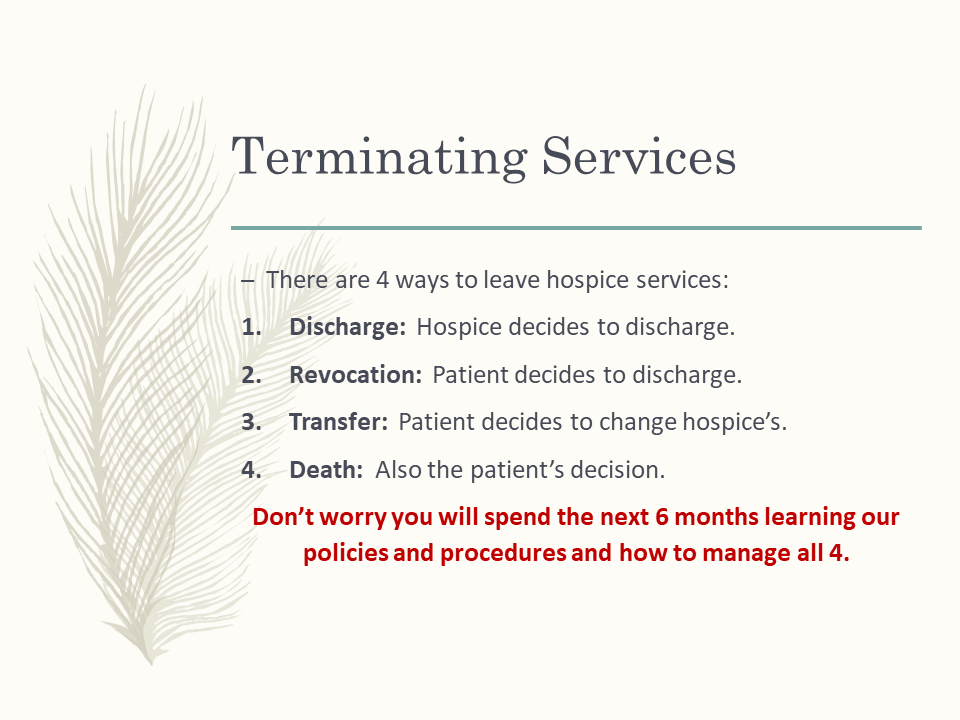 Terminating Services
– There are 4 ways to leave hospice services:
1. Discharge: Hospice decides to discharge.
2. Revocation: Patient decides to discharge.
3. Transfer: Patient decides to change hospice’s.
4. Death: Also the patient’s decision.
Don’t worry you will spend the next 6 months learning our
policies and procedures and how to manage all 4.